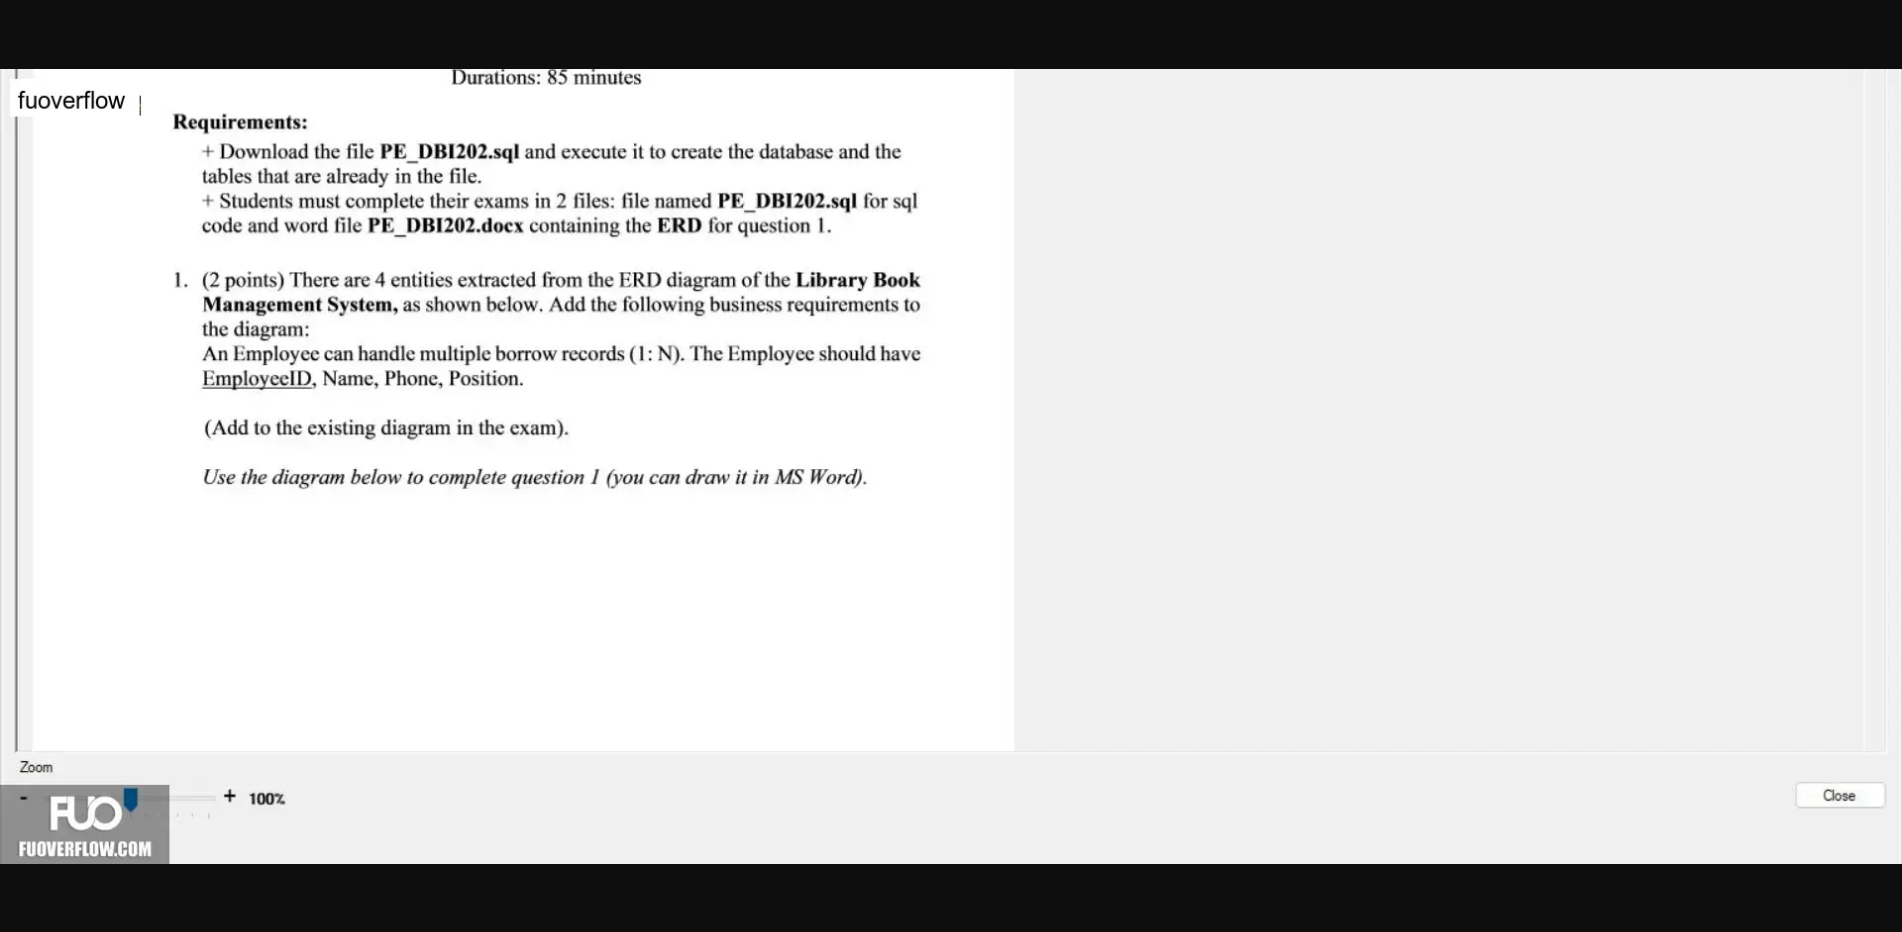 Durations: 85 minutes
fuoverflow
Requirements:
+ Download the file PE_DBI202.sql and execute it to create the database and the
tables that are already in the file.
+ Students must complete their exams in 2 files: file named PE_DBI202.sql for sql
code and word file PE_DBI202.docx containing the ERD for question 1.
1. (2 points) There are 4 entities extracted from the ERD diagram of the Library Book
Management System, as shown below. Add the following business requirements to
the diagram:
An Employee can handle multiple borrow records (1: N). The Employee should have
EmployeeID, Name, Phone, Position.
(Add to the existing diagram in the exam).
Use the diagram below to complete question 1 (you can draw it in MS Word).
Zoom
- + 100%
Close
FUO
FUOVERFLOW.COM